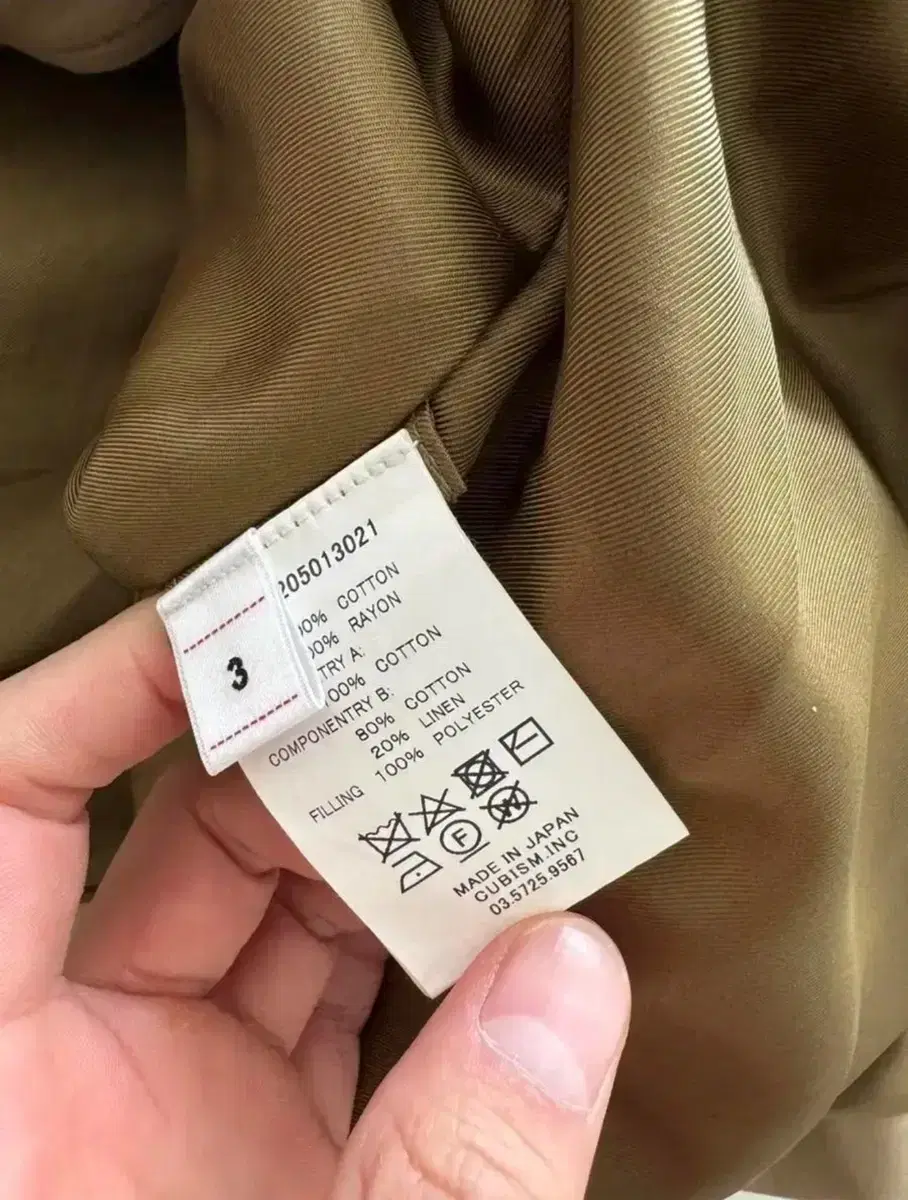 3
205013021
00% COTTON
00% RAYON
TRY A:
00% COTTON
COMPONENTRY B:
80% COTTON
20% LINEN
FILLING 100% POLYESTER
F W
MADE IN JAPAN
CUBISM.INC
03.5725.9567